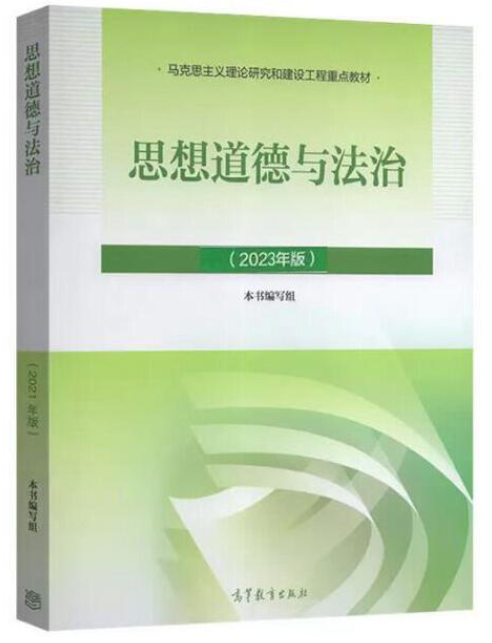 思想道德与法治
（2021年版）
本书编写组
·马克思主义理论研究和建设工程重点教材·
思想道德与法治
（2023年版）
本书编写组
高等教育出版社